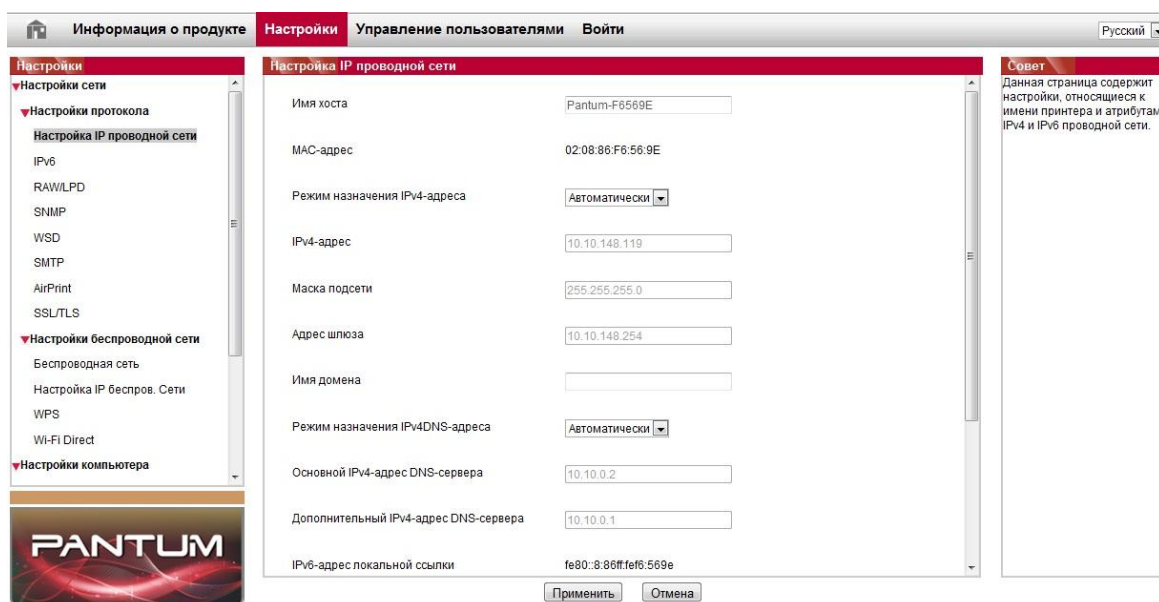 Информация о продукте Настройки Управление пользователями Войти Русский
Настройки
Настройки сети
Настройки протокола
Настройка IP проводной сети
IPv6
RAW/LPD
SNMP
WSD
SMTP
AirPrint
SSL/TLS
Настройки беспроводной сети
Беспроводная сеть
Настройка IP беспров. Сети
WPS
Wi-Fi Direct
Настройки компьютера
PANTUM
Настройка IP проводной сети
Имя хоста Pantum-F6569E
MAC-адрес 02:08:86:F6:56:9E
Режим назначения IPv4-адреса Автоматически
IPv4-адрес 10.10.148.119
Маска подсети 255.255.255.0
Адрес шлюза 10.10.148.254
Имя домена
Режим назначения IPv4DNS-адреса Автоматически
Основной IPv4-адрес DNS-сервера 10.10.0.2
Дополнительный IPv4-адрес DNS-сервера 10.10.0.1
IPv6-адрес локальной ссылки fe80::8:86ff:fef6:569e
Применить Отмена
Совет
Данная страница содержит
настройки, относящиеся к
имени принтера и атрибутам
IPv4 и IPv6 проводной сети.